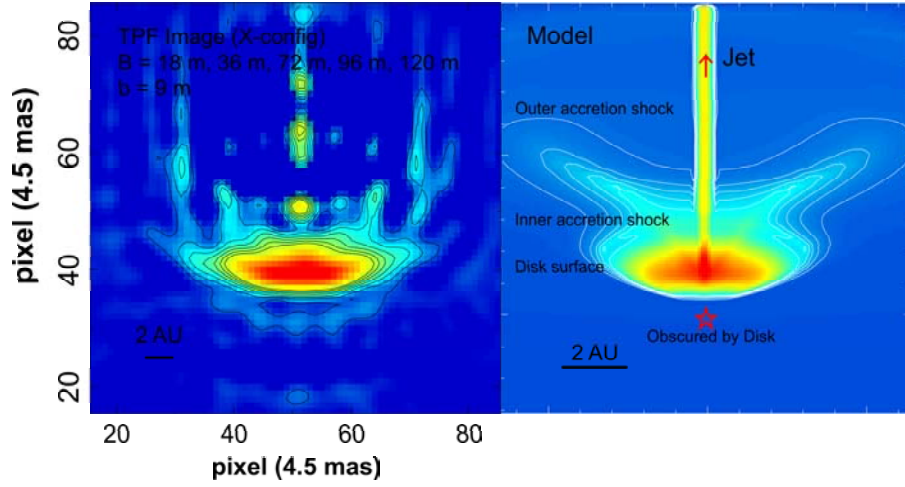 TPF Image (X-config)
B = 18 m, 36 m, 72 m, 96 m, 120 m
b = 9 m
2 AU
80
60
40
20
pixel (4.5 mas)
20
40
60
80
pixel (4.5 mas)
Model
Jet
Outer accretion shock
Inner accretion shock
Disk surface
Obscured by Disk
2 AU